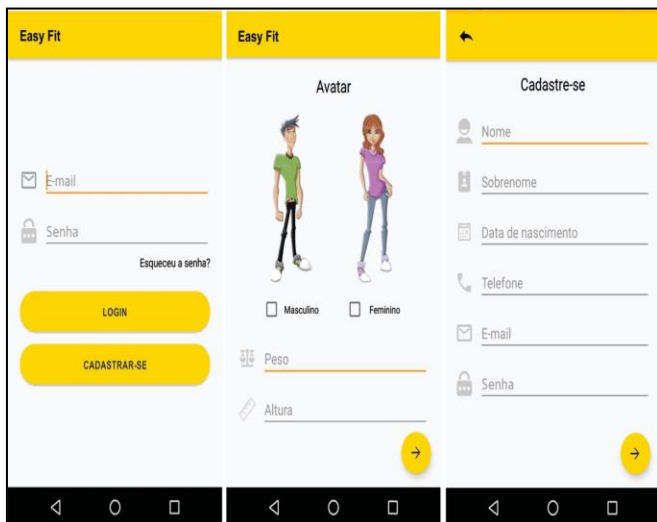 Easy Fit
E-mail
Senha
Esqueceu a senha?
LOGIN
CADASTRAR-SE
Easy Fit
Avatar
Masculino
Feminino
Peso
Altura
Cadastre-se
Nome
Sobrenome
Data de nascimento
Telefone
E-mail
Senha